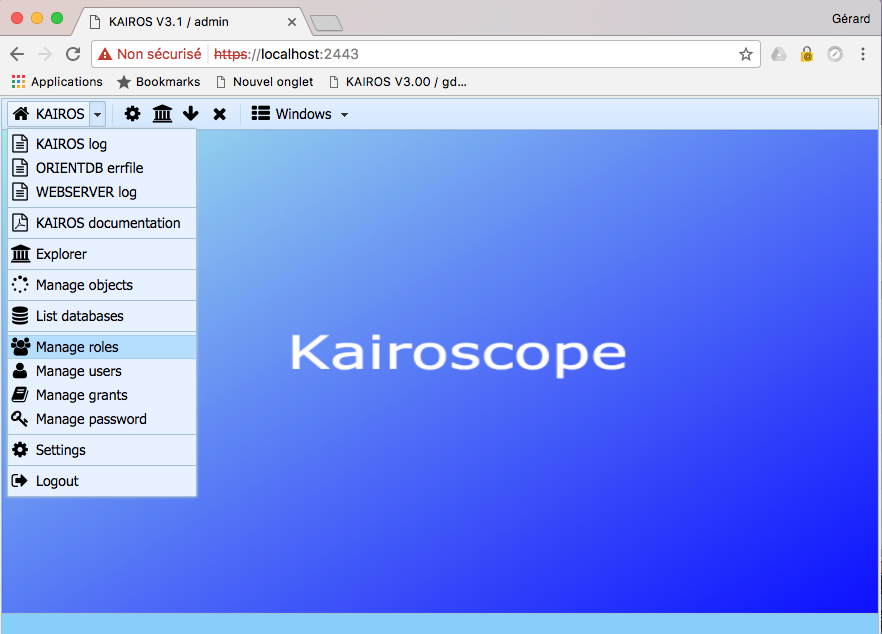 KAIROS V3.1 / admin
Gérard
Non sécurisé https://localhost:2443
Applications Bookmarks Nouvel onglet KAIROS V3.00 / gd...
KAIROS Windows
KAIROS log
ORIENTDB errfile
WEBSERVER log
KAIROS documentation
Explorer
Manage objects
List databases
Manage roles
Manage users
Manage grants
Manage password
Settings
Logout
Kairoscope